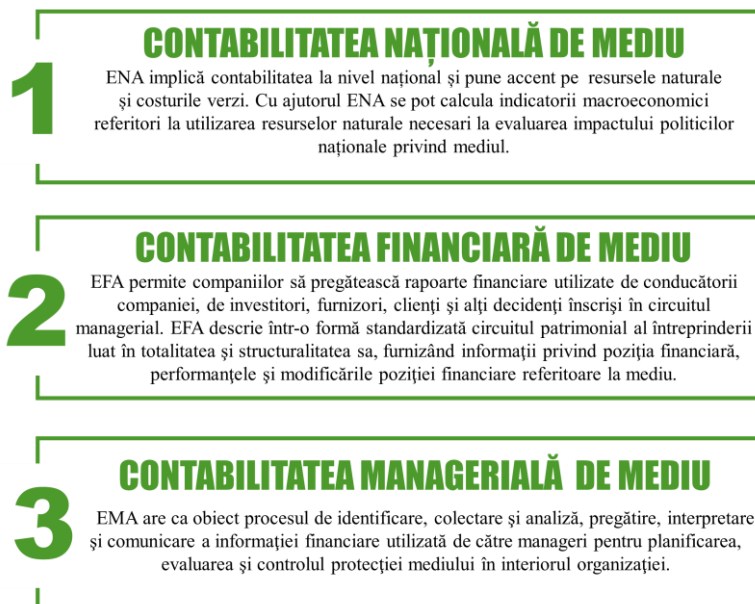 1
CONTABILITATEA NAȚIONALĂ DE MEDIU
ENA implică contabilitatea la nivel național și pune accent pe resursele naturale
și costurile verzi. Cu ajutorul ENA se pot calcula indicatorii macroeconomici
referitori la utilizarea resurselor naturale necesari la evaluarea impactului politicilor
naționale privind mediul.
2
CONTABILITATEA FINANCIARĂ DE MEDIU
EFA permite companiilor să pregătească rapoarte financiare utilizate de conducătorii
companiei, de investitori, furnizori, clienți și alți decidenți înscriși în circuitul
managerial. EFA descrie într-o formă standardizată circuitul patrimonial al întreprinderii
luat în totalitatea și structuralitatea sa, furnizând informații privind poziția financiară,
performanțele și modificările poziției financiare referitoare la mediu.
3
CONTABILITATEA MANAGERIALĂ DE MEDIU
EMA are ca obiect procesul de identificare, colectare și analiză, pregătire, interpretare
și comunicare a informației financiare utilizată de către manageri pentru planificarea,
evaluarea și controlul protecției mediului în interiorul organizației.